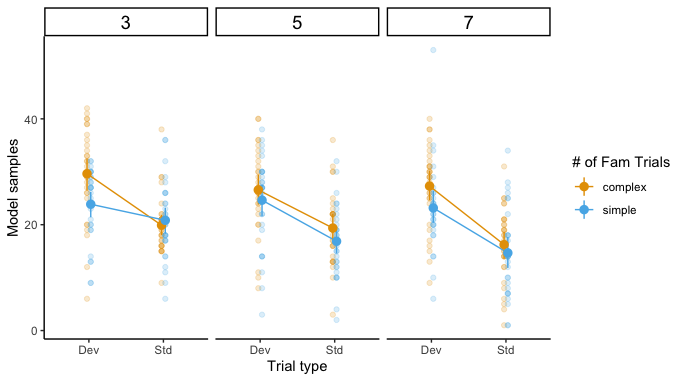 3 5 7
Model samples
40
20
0
Dev Std Dev Std Dev Std
Trial type
# of Fam Trials
complex
simple